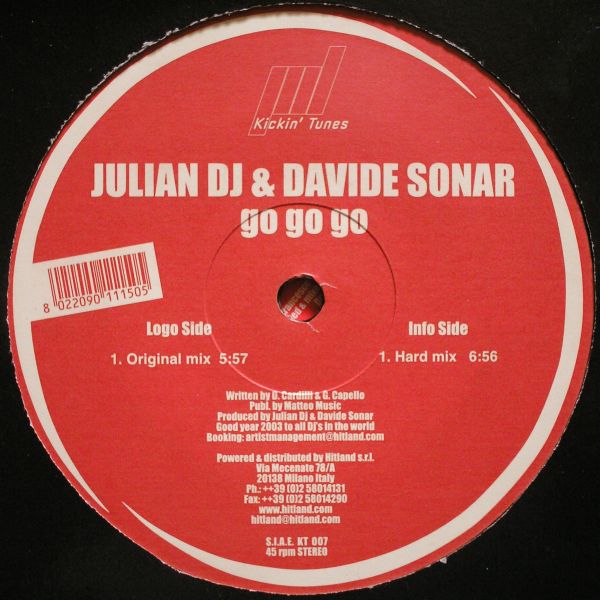 Kickin' Tunes
JULIAN DJ & DAVIDE SONAR
go go go
8 022090 111505
Logo Side
1. Original mix 5:57
Info Side
1. Hard mix 6:56
Written by D. Cardilli & G. Capello
Publ. by Matteo Music
Produced by Julian Dj & Davide Sonar
Good year 2003 to all Dj's in the world
Booking: artistmanagement@hitland.com
Powered & distributed by Hitland s.r.l.
Via Mecenate 78/A
20138 Milano Italy
Ph.: ++39 (0)2 58014131
Fax: ++39 (0)2 58014290
www.hitland.com
hitland@hitland.com
S.I.A.E. KT 007
45 rpm STEREO